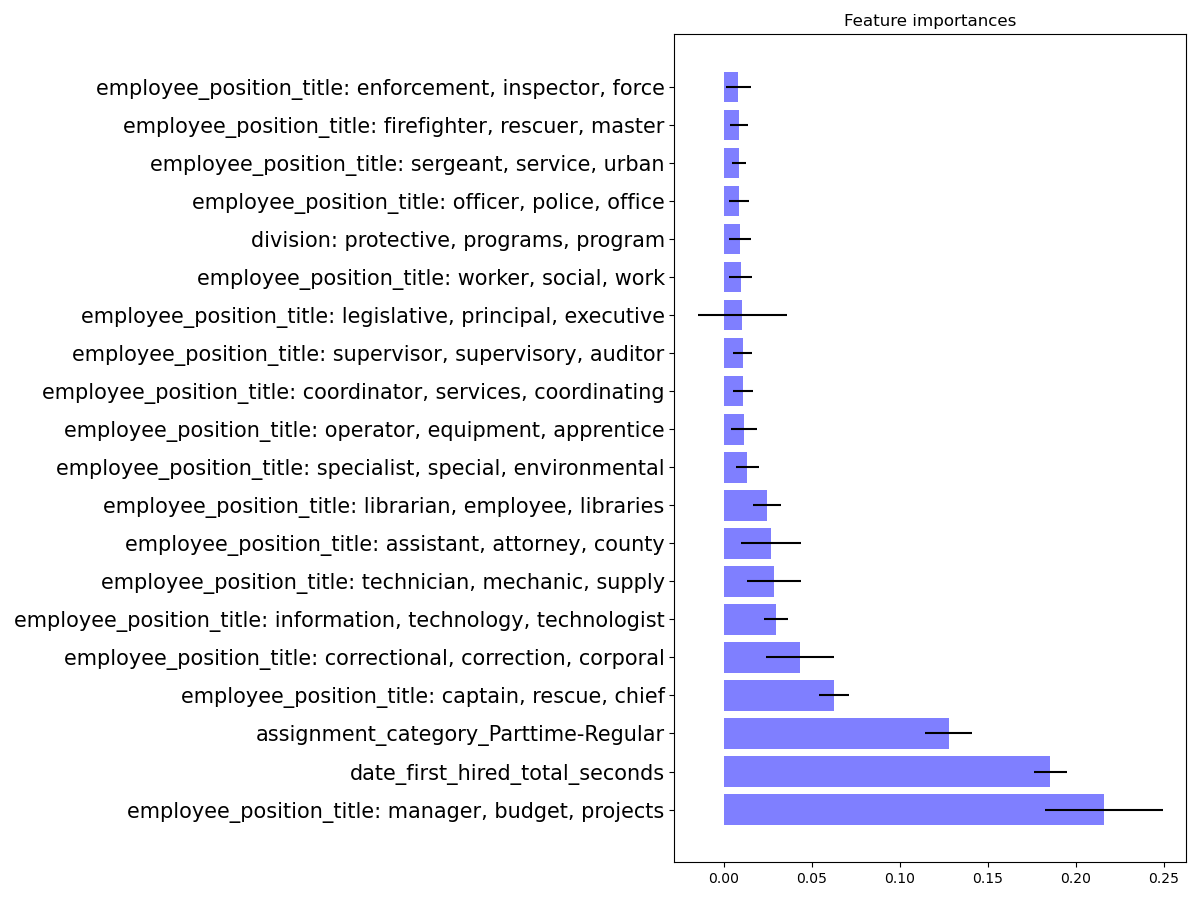 Feature importances
employee_position_title: enforcement, inspector, force
employee_position_title: firefighter, rescuer, master
employee_position_title: sergeant, service, urban
employee_position_title: officer, police, office
division: protective, programs, program
employee_position_title: worker, social, work
employee_position_title: legislative, principal, executive
employee_position_title: supervisor, supervisory, auditor
employee_position_title: coordinator, services, coordinating
employee_position_title: operator, equipment, apprentice
employee_position_title: specialist, special, environmental
employee_position_title: librarian, employee, libraries
employee_position_title: assistant, attorney, county
employee_position_title: technician, mechanic, supply
employee_position_title: information, technology, technologist
employee_position_title: correctional, correction, corporal
employee_position_title: captain, rescue, chief
assignment_category_Parttime-Regular
date_first_hired_total_seconds
employee_position_title: manager, budget, projects
0.00 0.05 0.10 0.15 0.20 0.25